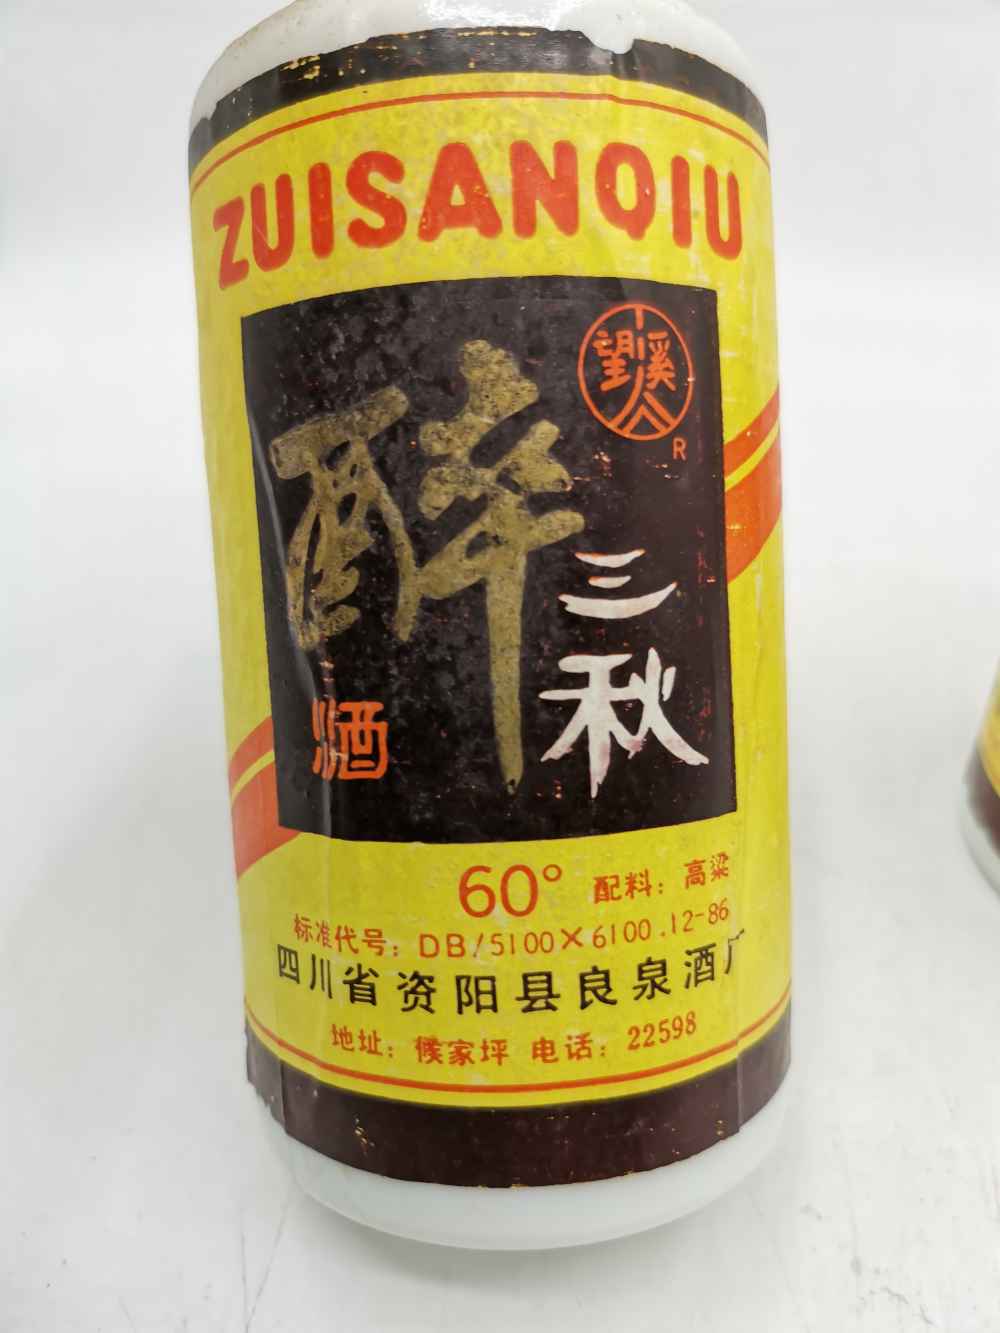 ZUISANQIU
望溪
R
醉
三秋
酒
60° 配料：高粱
标准代号：DB/5100×6100.12-86
四川省资阳县良泉酒厂
地址：候家坪 电话：22598